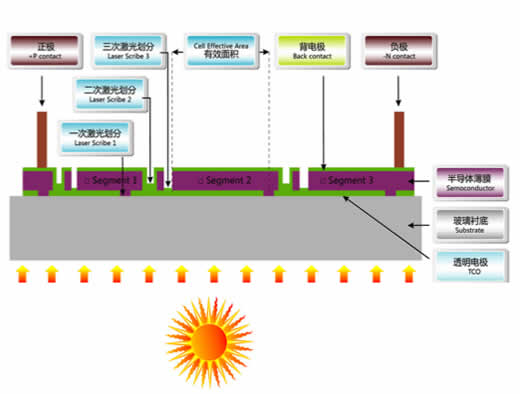 正极
+P contact
三次激光划分
Laser Scribe 3
Cell Effective Area
有效面积
背电极
Back contact
负极
-N contact
二次激光划分
Laser Scribe 2
一次激光划分
Laser Scribe 1
□ Segment 1
□ Segment 2
□ Segment 3
半导体薄膜
Semoconductor
玻璃衬底
Substrate
透明电极
TCO